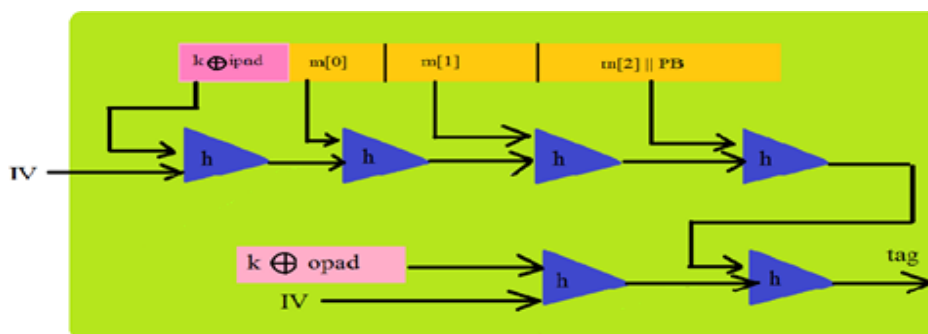 k ⊕ ipad m[0] m[1] m[2] || PB
h h h h
IV
k ⊕ opad h h tag
IV